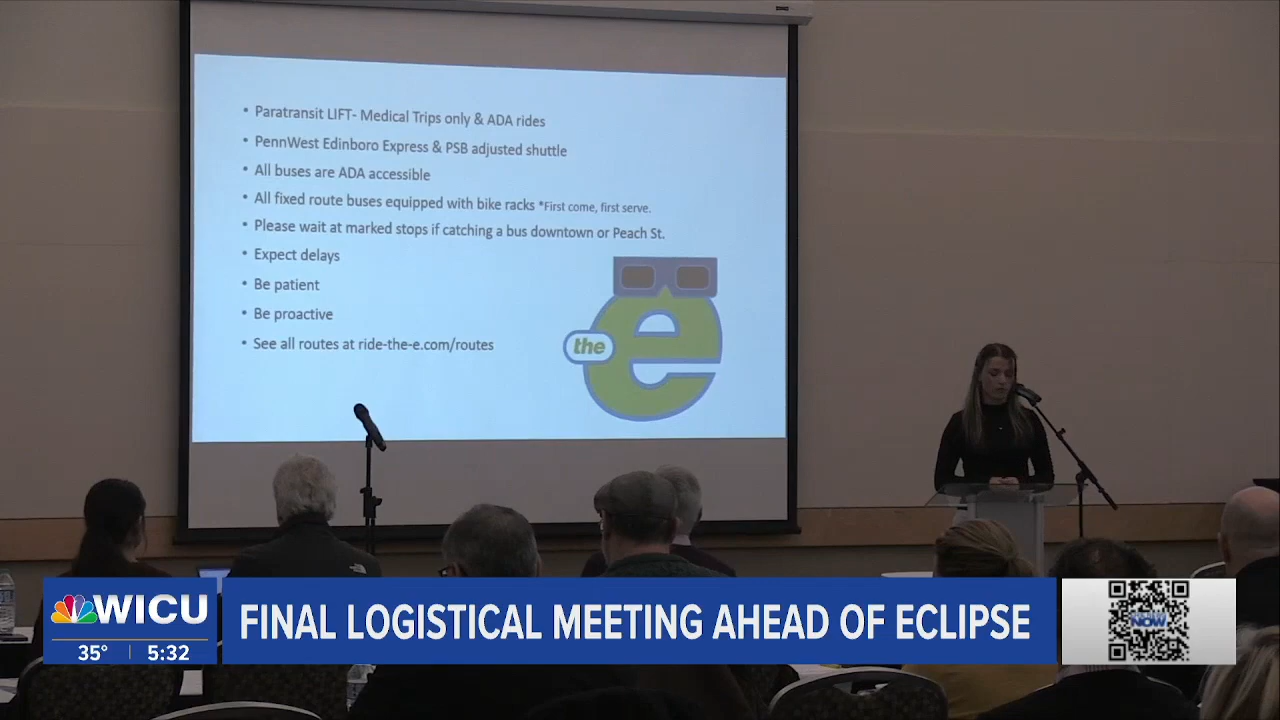 • Paratransit LIFT- Medical Trips only & ADA rides
• PennWest Edinboro Express & PSB adjusted shuttle
• All buses are ADA accessible
• All fixed route buses equipped with bike racks *First come, first serve.
• Please wait at marked stops if catching a bus downtown or Peach St.
• Expect delays
• Be patient
• Be proactive
• See all routes at ride-the-e.com/routes
the e
WICU
35° | 5:32
FINAL LOGISTICAL MEETING AHEAD OF ECLIPSE
NOW